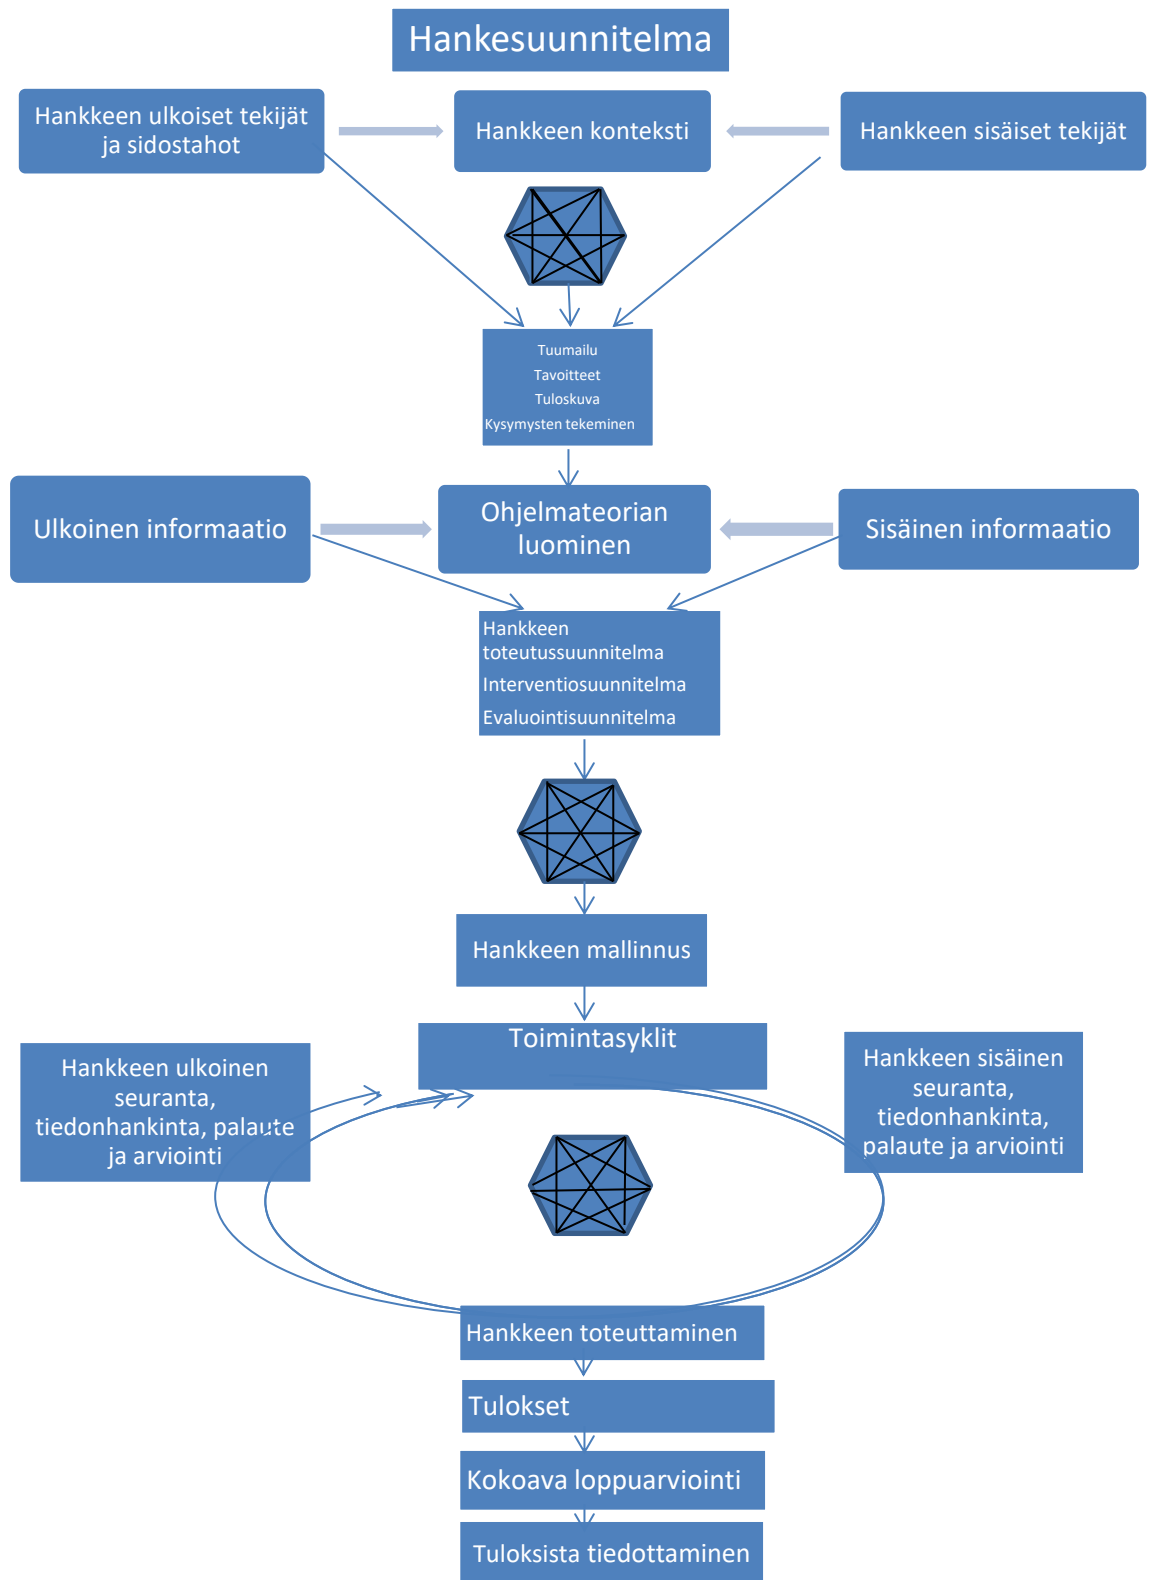 Hankesuunnitelma
Hankkeen ulkoiset tekijät
ja sidostahot
Hankkeen konteksti
Hankkeen sisäiset tekijät
Tuumailu
Tavoitteet
Tuloskuva
Kysymysten tekeminen
Ulkoinen informaatio
Ohjelmateorian
luominen
Sisäinen informaatio
Hankkeen
toteutussuunnitelma
Interventiosuunnitelma
Evaluointisuunnitelma
Hankkeen mallinnus
Toimintasyklit
Hankkeen ulkoinen
seuranta,
tiedonhankinta, palaute
ja arviointi
Hankkeen sisäinen
seuranta,
tiedonhankinta,
palaute ja arviointi
Hankkeen toteuttaminen
Tulokset
Kokoava loppuarviointi
Tuloksista tiedottaminen